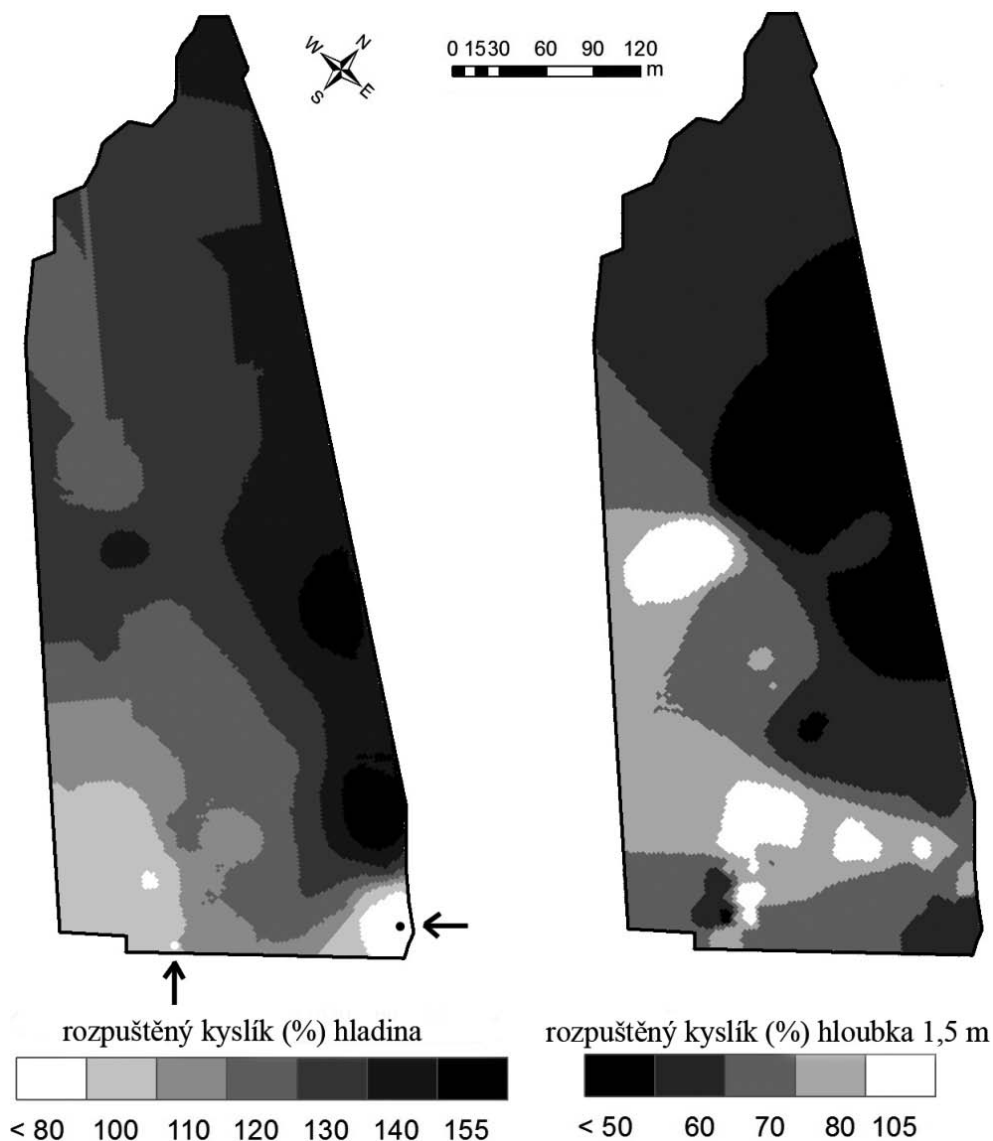 W N
S E
0 15 30 60 90 120
m
rozpuštěný kyslík (%) hladina
< 80 100 110 120 130 140 155
rozpuštěný kyslík (%) hloubka 1,5 m
< 50 60 70 80 105